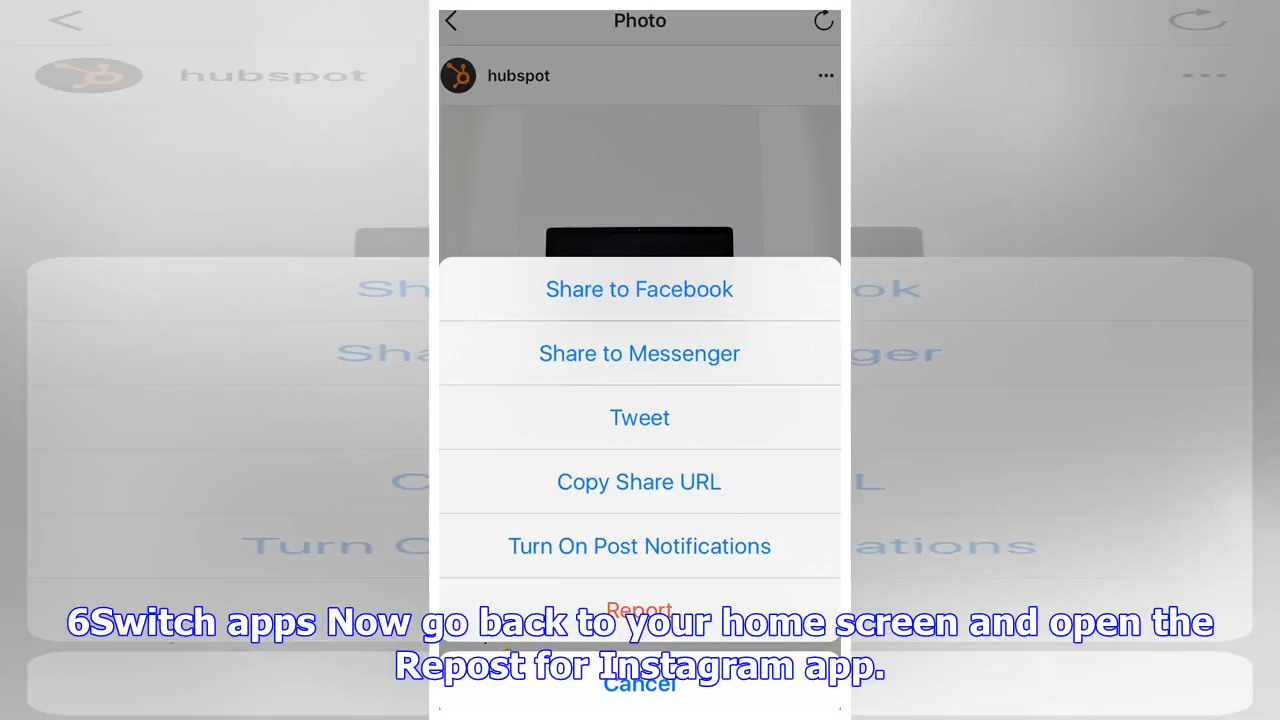 Photo
hubspot
hubspot
Share to Facebook
Share to Messenger
Tweet
Copy Share URL
Turn On Post Notifications
Report
6Switch apps Now go back to your home screen and open the
Repost for Instagram app.
Cancel